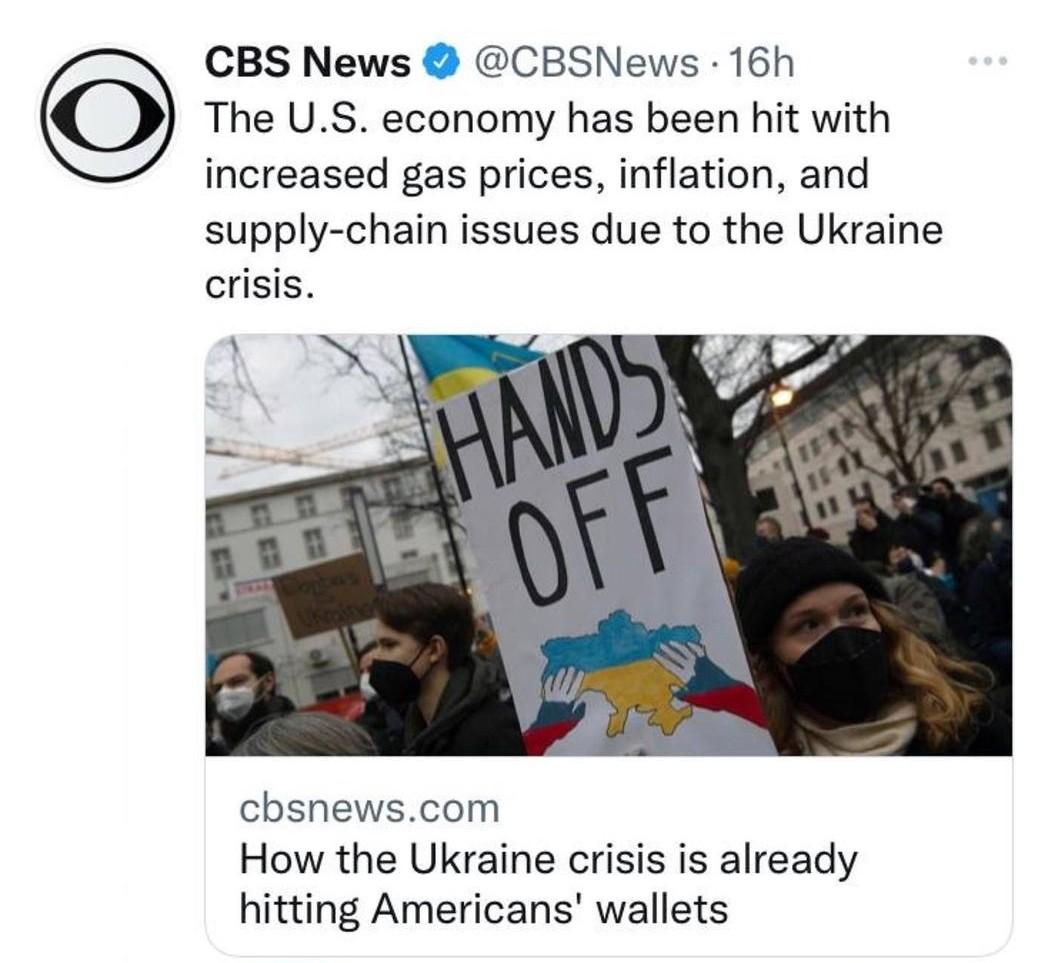 CBS News @CBSNews · 16h
The U.S. economy has been hit with
increased gas prices, inflation, and
supply-chain issues due to the Ukraine
crisis.
HANDS
OFF
Ukraine
cbsnews.com
How the Ukraine crisis is already
hitting Americans' wallets